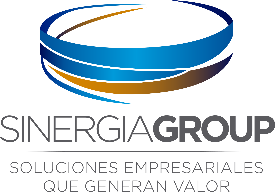 SINERGIAGROUP
SOLUCIONES EMPRESARIALES
QUE GENERAN VALOR